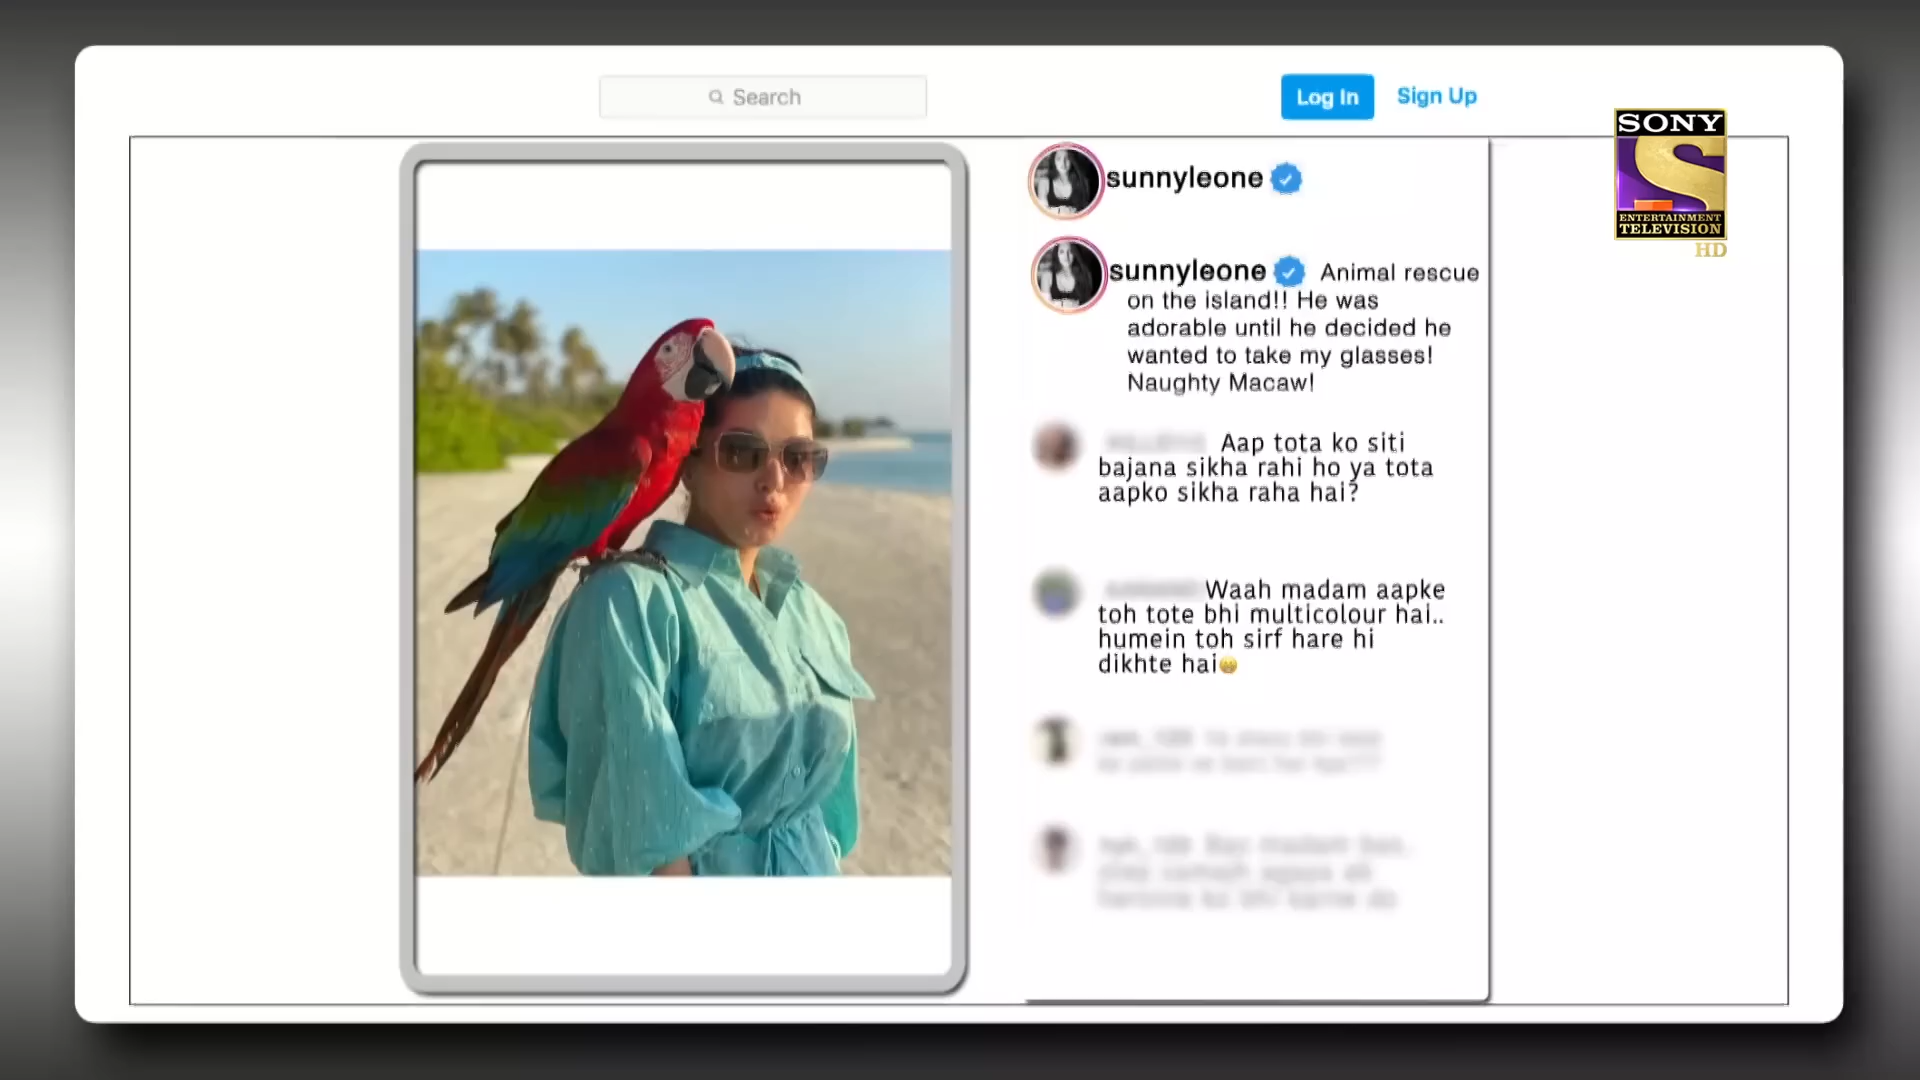 Search
Log In
Sign Up
SONY
ENTERTAINMENT
TELEVISION
HD
sunnyleone
sunnyleone Animal rescue
on the island!! He was
adorable until he decided he
wanted to take my glasses!
Naughty Macaw!
Aap tota ko siti
bajana sikha rahi ho ya tota
aapko sikha raha hai?
Waah madam aapke
toh tote bhi multicolour hai..
humein toh sirf hare hi
dikhte hai😁